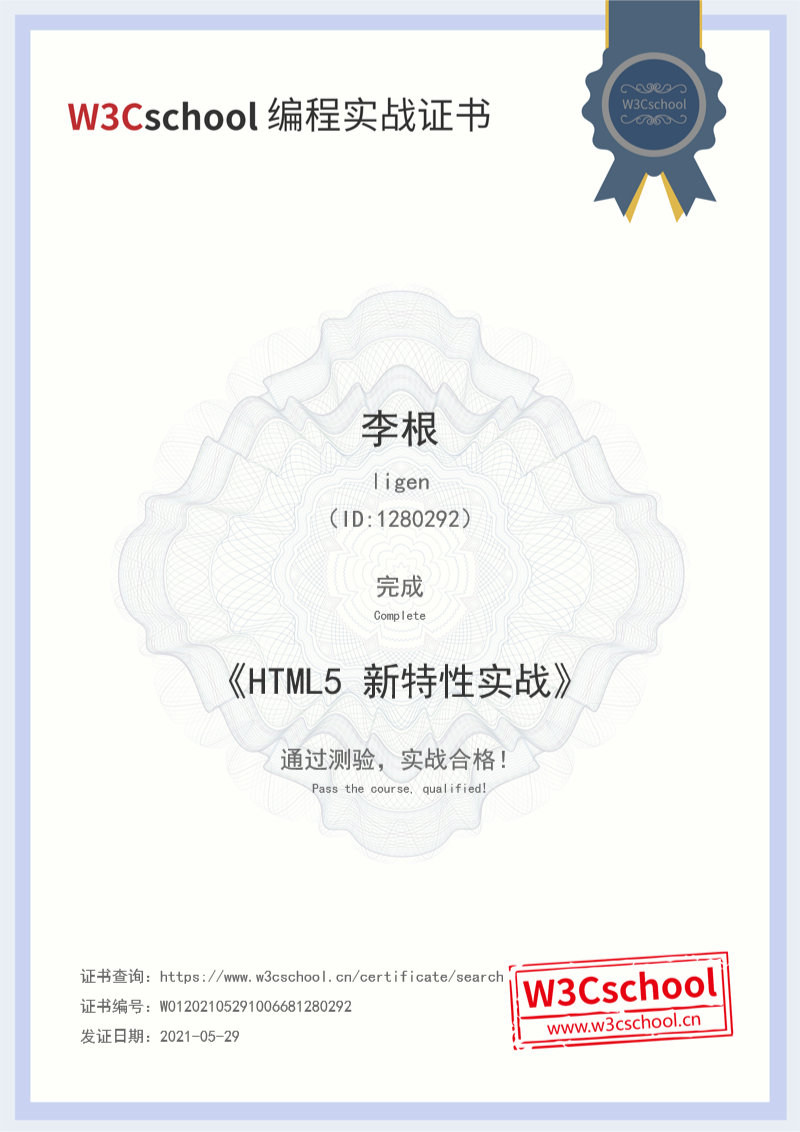 W3Cschool 编程实战证书
W3Cschool
李根
ligen
（ID:1280292）
完成
Complete
《HTML5 新特性实战》
通过测验，实战合格！
Pass the course, qualified!
证书查询：https://www.w3cschool.cn/certificate/search
证书编号：W01202105291006681280292
发证日期：2021-05-29
W3Cschool
www.w3cschool.cn